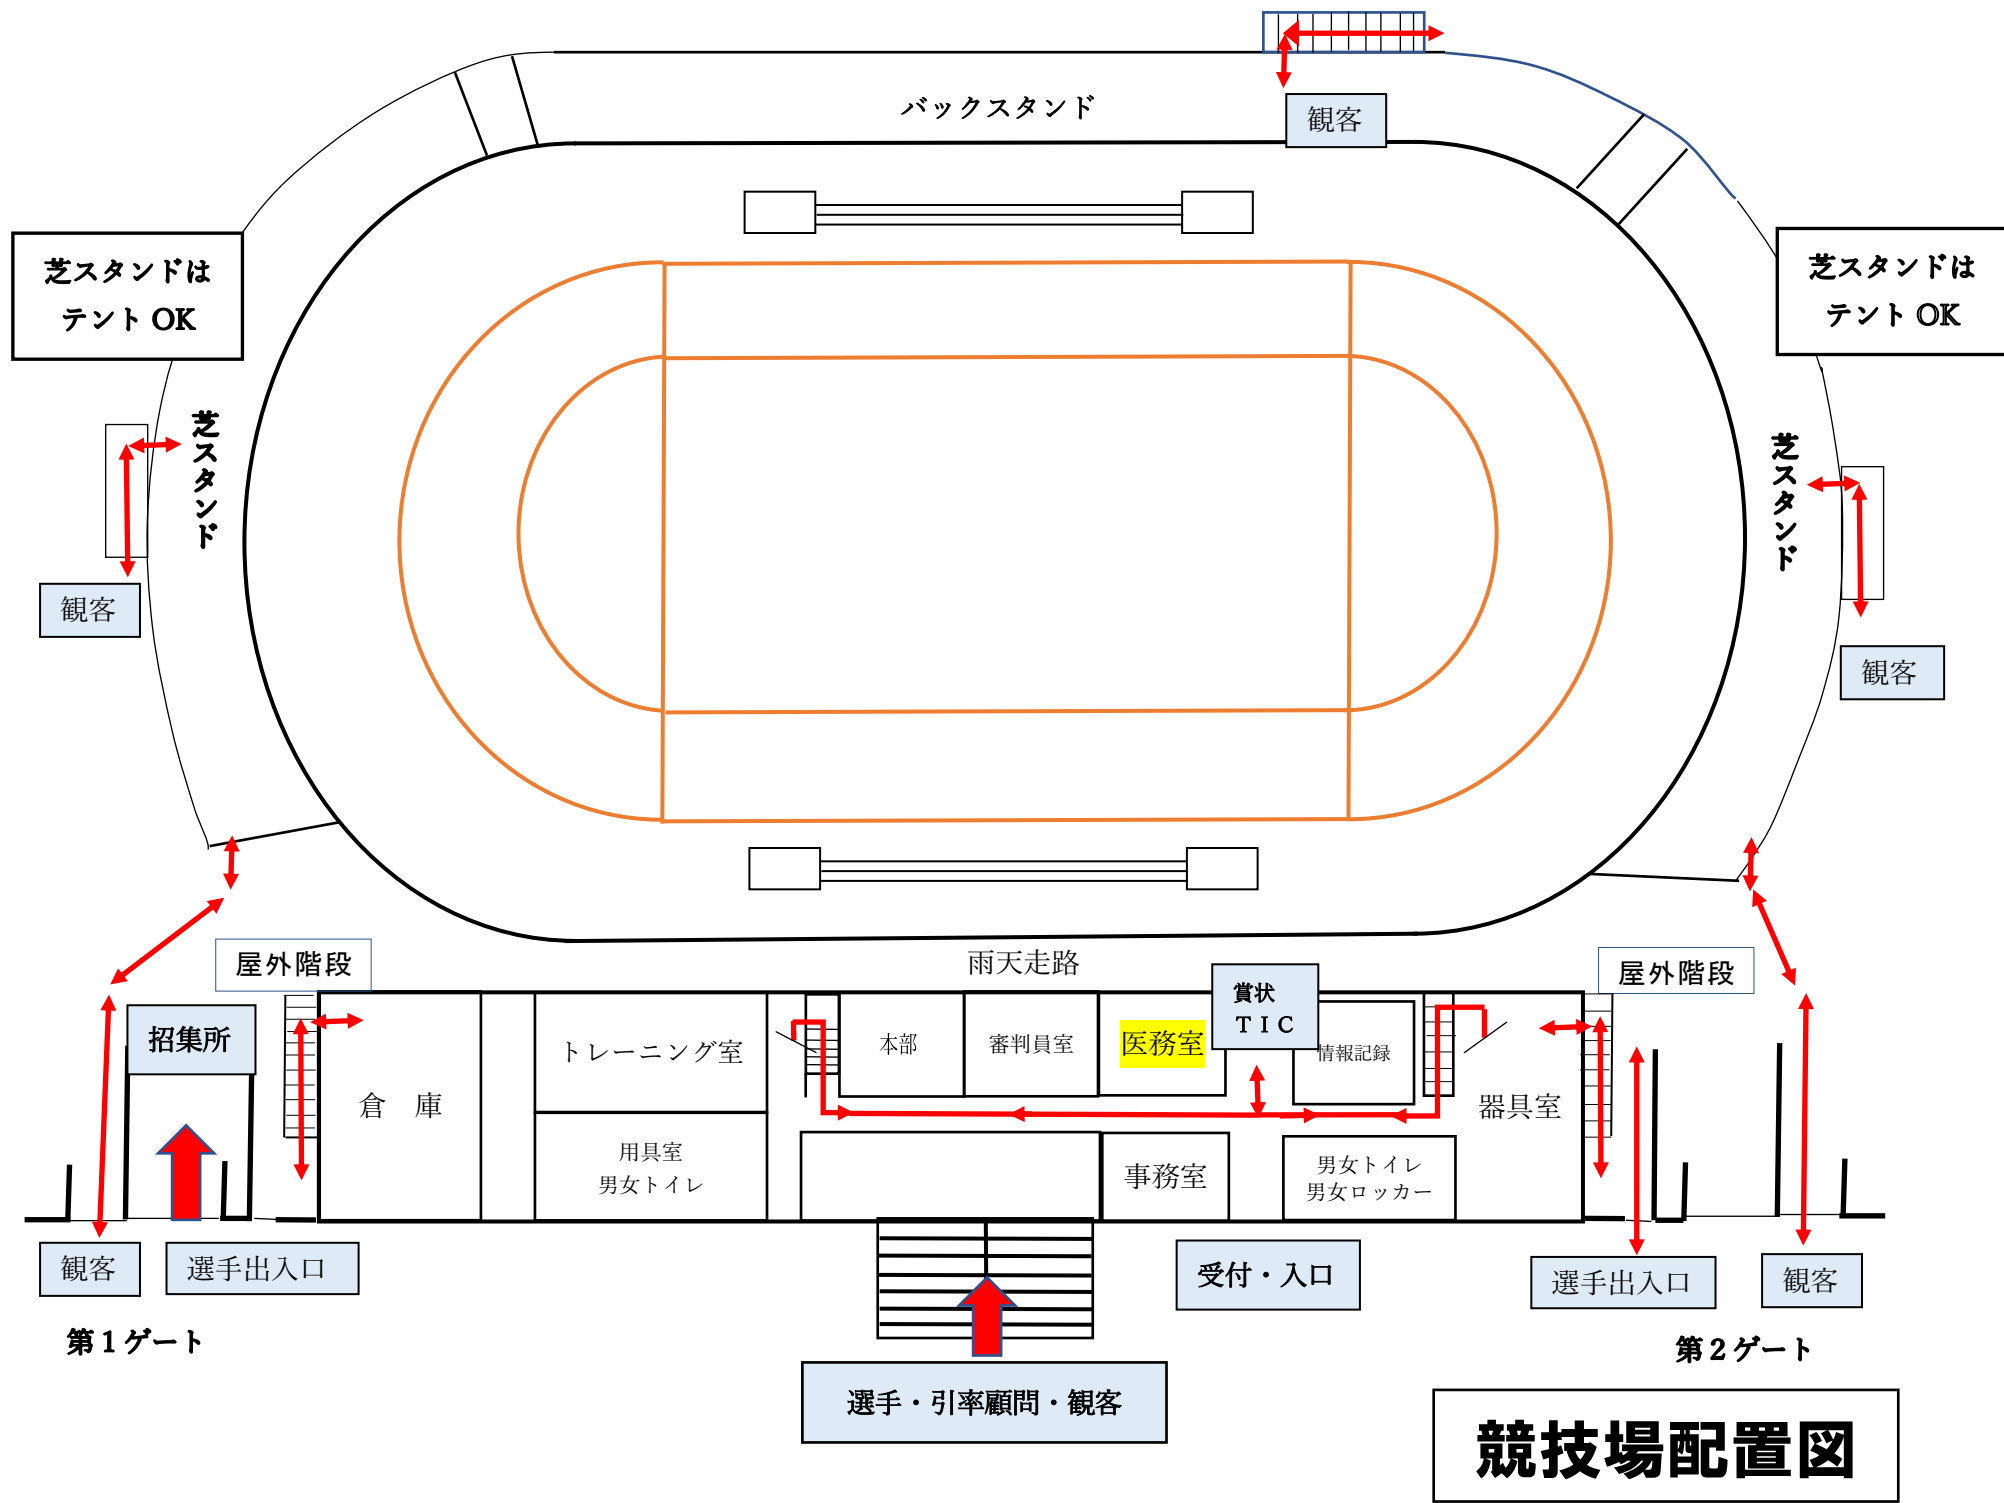 バックスタンド
観客
芝スタンドは
テント OK
芝スタンドは
テント OK
芝スタンド
芝スタンド
観客
観客
屋外階段
雨天走路
屋外階段
招集所
賞状
ＴＩＣ
倉　庫
トレーニング室
本部
審判員室
医務室
情報記録
器具室
用具室
男女トイレ
事務室
男女トイレ
男女ロッカー
観客
選手出入口
受付・入口
選手出入口
観客
第１ゲート
第２ゲート
選手・引率顧問・観客
競技場配置図